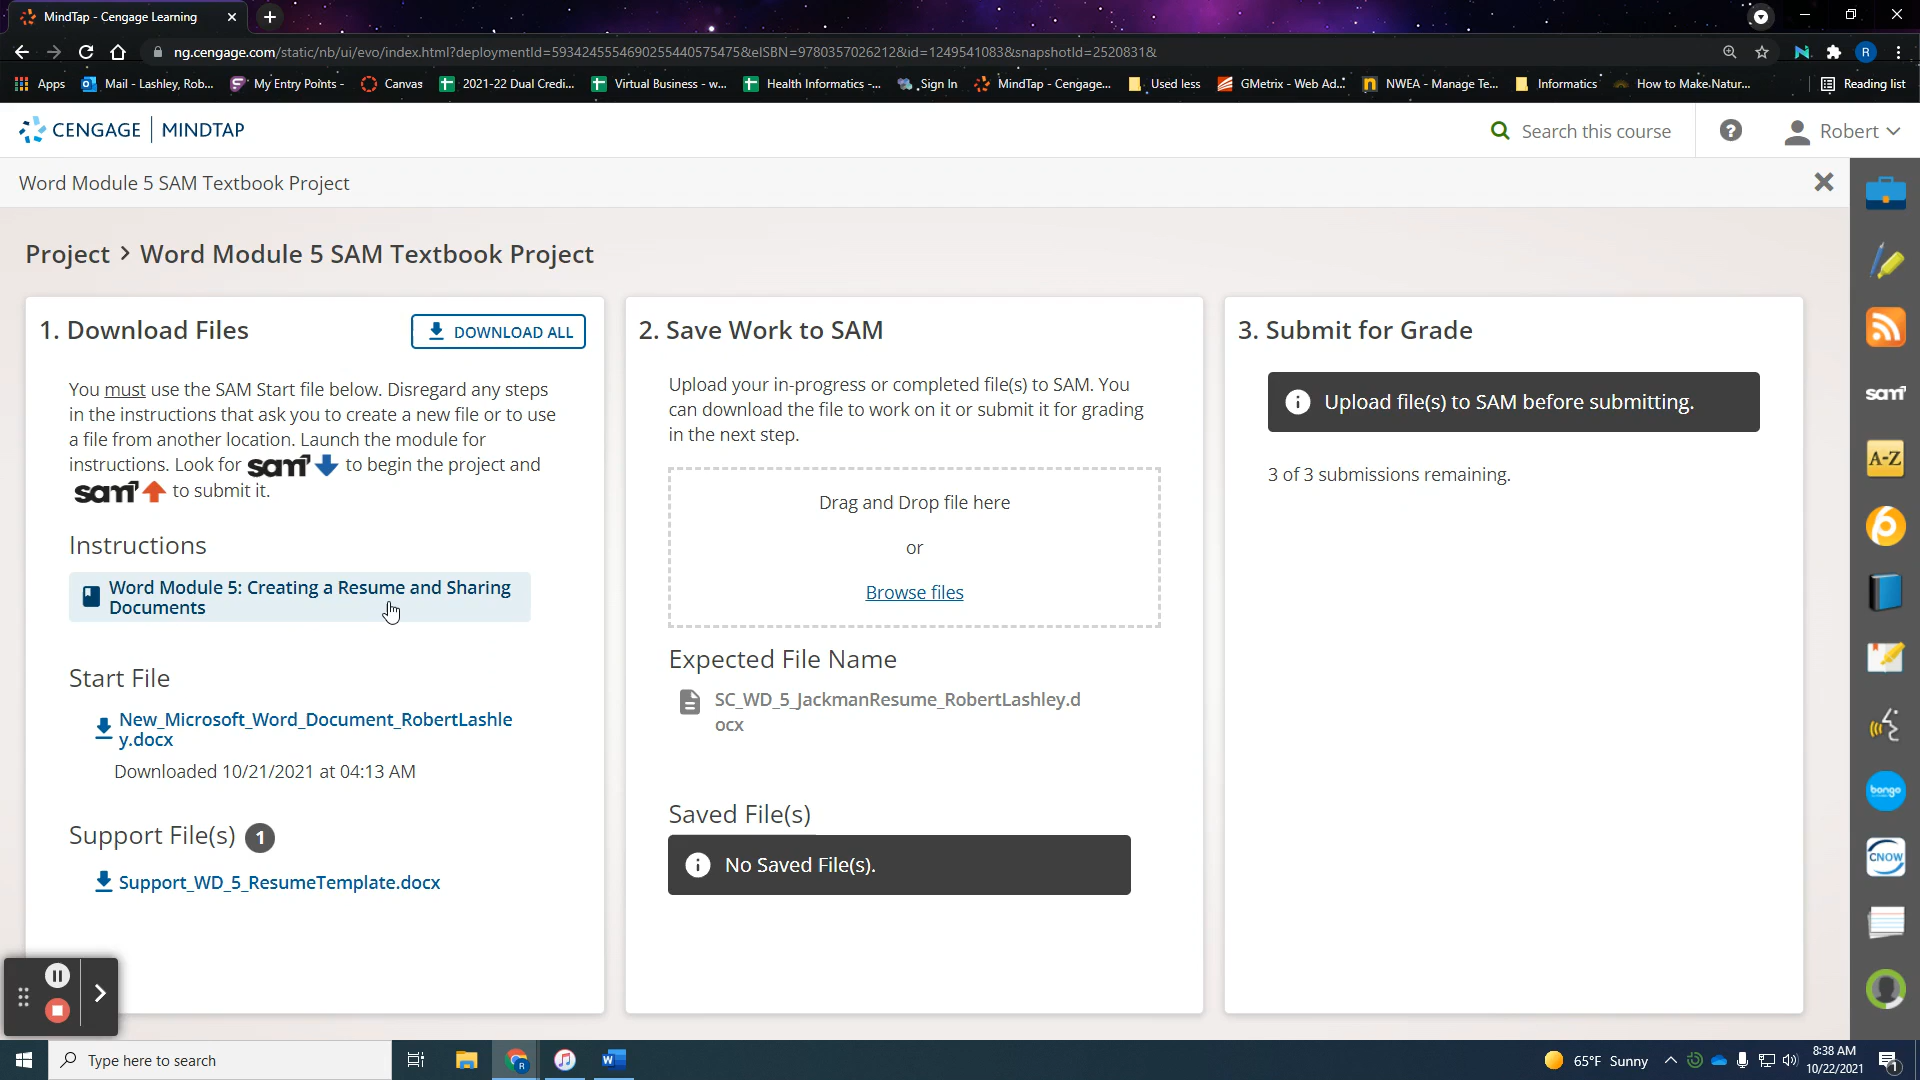 MindTap - Cengage Learning
ng.cengage.com/static/nb/ui/evo/index.html?deploymentId=5934245554690255440575475&eISBN=9780357026212&id=1249541083&snapshotId=2520831&
Apps
Mail - Lashley, Rob...
My Entry Points -
Canvas
2021-22 Dual Credi...
Virtual Business - w...
Health Informatics -...
Sign In
MindTap - Cengage...
Used less
GMetrix - Web Ad...
NWEA - Manage Te...
Informatics
How to Make Natur...
Reading list
CENGAGE | MINDTAP
Search this course
Robert
Word Module 5 SAM Textbook Project
Project > Word Module 5 SAM Textbook Project
1. Download Files
DOWNLOAD ALL
You must use the SAM Start file below. Disregard any steps
in the instructions that ask you to create a new file or to use
a file from another location. Launch the module for
instructions. Look for sam to begin the project and
sam to submit it.
Instructions
Word Module 5: Creating a Resume and Sharing
Documents
Start File
New_Microsoft_Word_Document_RobertLashle
y.docx
Downloaded 10/21/2021 at 04:13 AM
Support File(s) 1
Support_WD_5_ResumeTemplate.docx
2. Save Work to SAM
Upload your in-progress or completed file(s) to SAM. You
can download the file to work on it or submit it for grading
in the next step.
Drag and Drop file here
or
Browse files
Expected File Name
SC_WD_5_JackmanResume_RobertLashley.d
ocx
Saved File(s)
No Saved File(s).
3. Submit for Grade
Upload file(s) to SAM before submitting.
3 of 3 submissions remaining.
sam
A-Z
bongo
CNOW
Type here to search
65°F Sunny
8:38 AM
10/22/2021
1